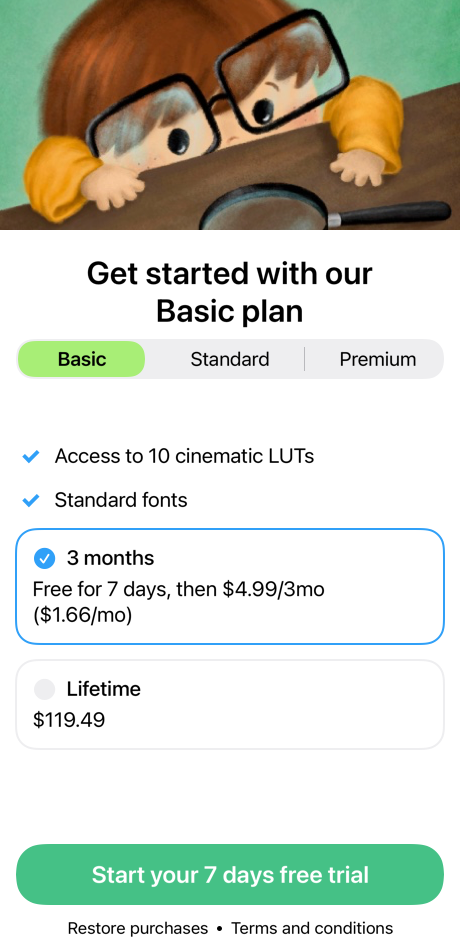 Get started with our
Basic plan
Basic
Standard
Premium
Access to 10 cinematic LUTs
Standard fonts
3 months
Free for 7 days, then $4.99/3mo
($1.66/mo)
Lifetime
$119.49
Start your 7 days free trial
Restore purchases • Terms and conditions